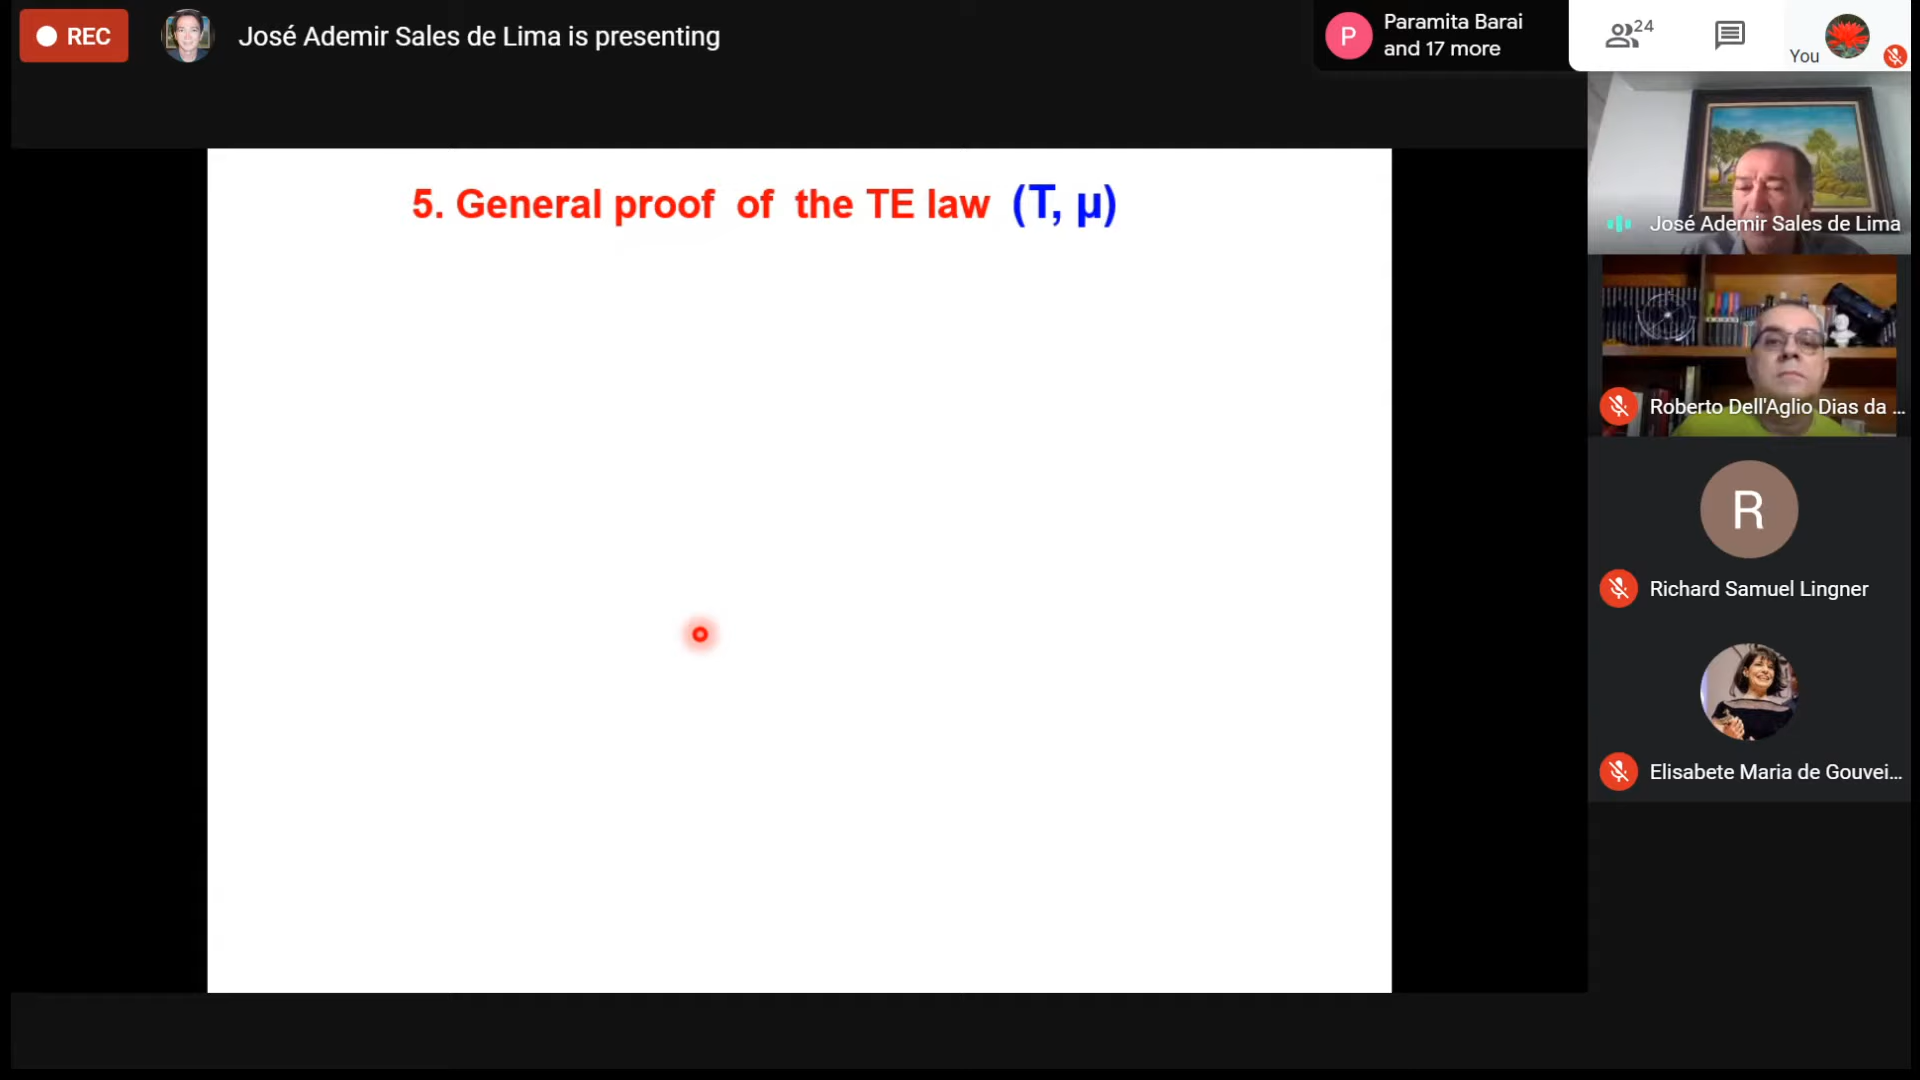 REC
José Ademir Sales de Lima is presenting
P
Paramita Barai
and 17 more
24
You
5. General proof of the TE law (T, μ)
José Ademir Sales de Lima
Roberto Dell'Aglio Dias da ...
R
Richard Samuel Lingner
Elisabete Maria de Gouvei...